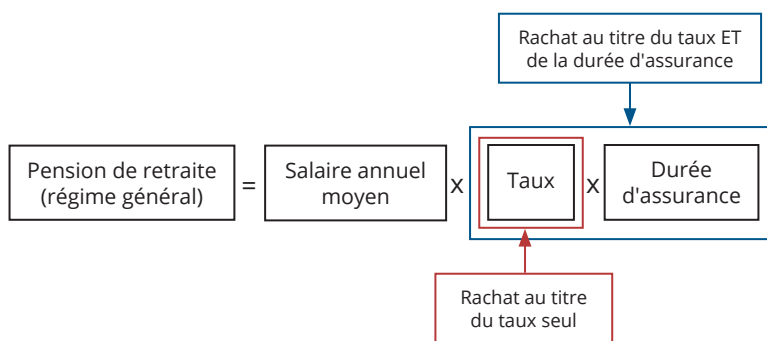 Rachat au titre du taux ET
de la durée d'assurance
Pension de retraite
(régime général)
=
Salaire annuel
moyen
x
Taux
x
Durée
d'assurance
Rachat au titre
du taux seul